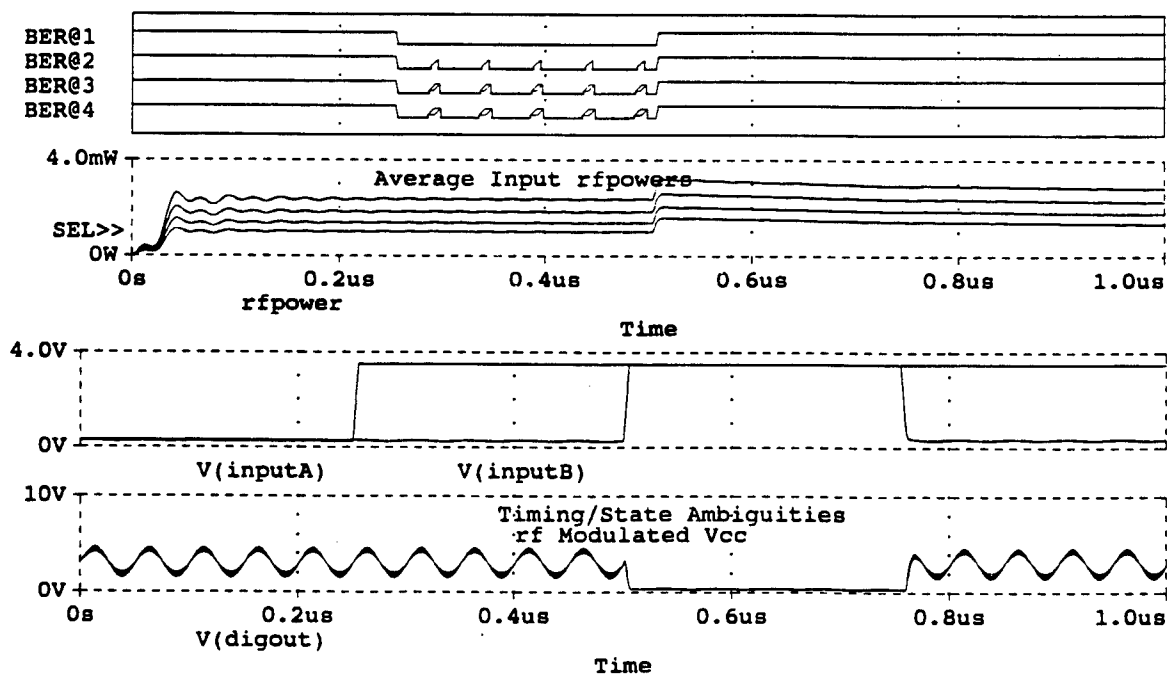 BER@1
BER@2
BER@3
BER@4
4.0mW
Average Input rfpowers
SEL>>
0W
0s 0.2us 0.4us 0.6us 0.8us 1.0us
rfpower
Time
4.0V
0V
V(inputA) V(inputB)
10V
Timing/State Ambiguities
rf Modulated Vcc
0V
0s 0.2us 0.4us 0.6us 0.8us 1.0us
V(digout)
Time